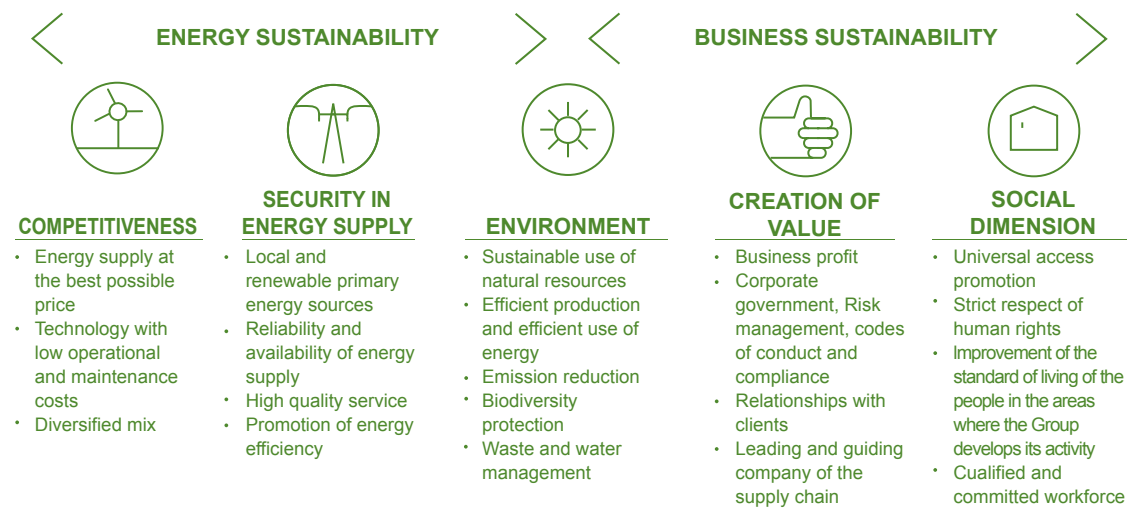 ENERGY SUSTAINABILITY
BUSINESS SUSTAINABILITY
COMPETITIVENESS
• Energy supply at
the best possible
price
• Technology with
low operational
and maintenance
costs
• Diversified mix
SECURITY IN
ENERGY SUPPLY
• Local and
renewable primary
energy sources
• Reliability and
availability of energy
supply
• High quality service
• Promotion of energy
efficiency
ENVIRONMENT
• Sustainable use of
natural resources
• Efficient production
and efficient use of
energy
• Emission reduction
• Biodiversity
protection
• Waste and water
management
CREATION OF
VALUE
• Business profit
• Corporate
government, Risk
management, codes
of conduct and
compliance
• Relationships with
clients
• Leading and guiding
company of the
supply chain
SOCIAL
DIMENSION
• Universal access
promotion
• Strict respect of
human rights
• Improvement of the
standard of living of the
people in the areas
where the Group
develops its activity
• Cualified and
committed workforce